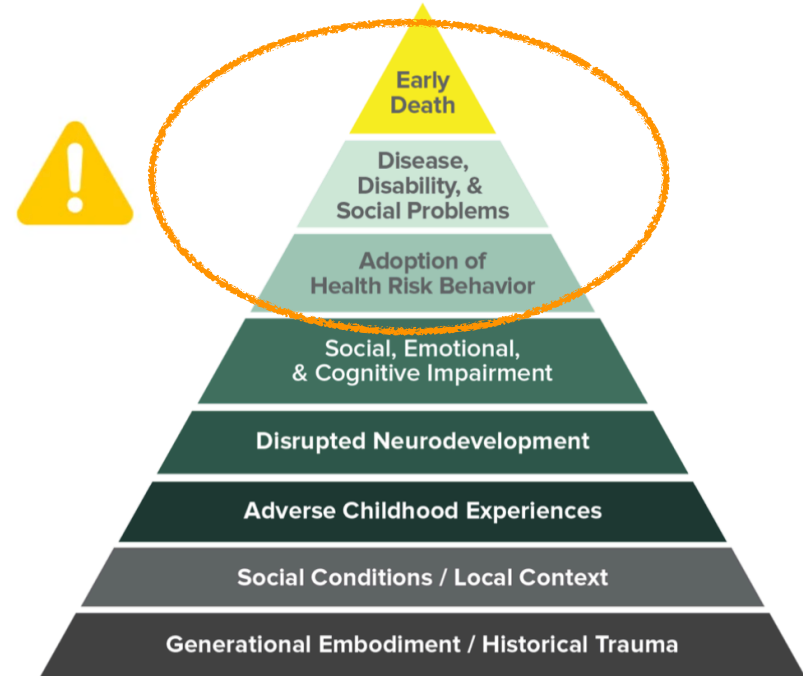 Early
Death
Disease,
Disability, &
Social Problems
Adoption of
Health Risk Behavior
Social, Emotional,
& Cognitive Impairment
Disrupted Neurodevelopment
Adverse Childhood Experiences
Social Conditions / Local Context
Generational Embodiment / Historical Trauma